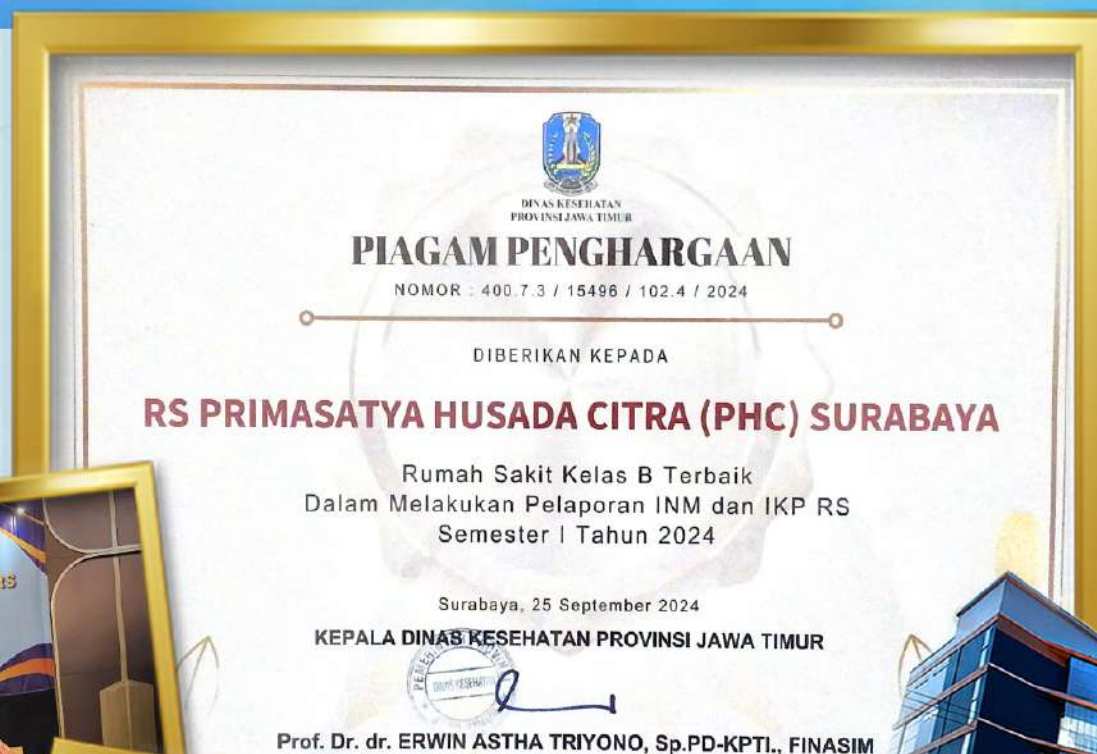 DINAS KESEHATAN
PROVINSI JAWA TIMUR
PIAGAM PENGHARGAAN
NOMOR : 400.7.3 / 15496 / 102.4 / 2024
DIBERIKAN KEPADA
RS PRIMASATYA HUSADA CITRA (PHC) SURABAYA
Rumah Sakit Kelas B Terbaik
Dalam Melakukan Pelaporan INM dan IKP RS
Semester I Tahun 2024
Surabaya, 25 September 2024
KEPALA DINAS KESEHATAN PROVINSI JAWA TIMUR
DINAS KESEHATAN
Prof. Dr. dr. ERWIN ASTHA TRIYONO, Sp.PD-KPTI., FINASIM
RS